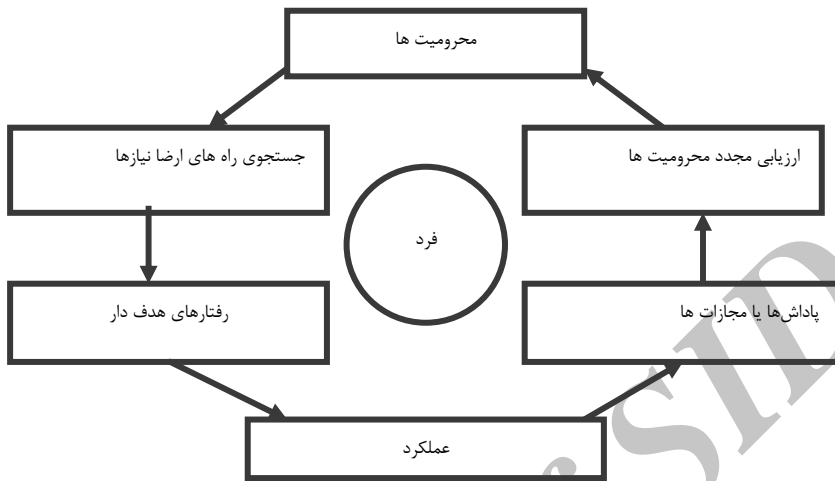 محرومیت ها
ارزیابی مجدد محرومیت ها
جستجوی راه های ارضا نیازها
فرد
پاداش‌ها یا مجازات ها
رفتارهای هدف دار
عملکرد
SID